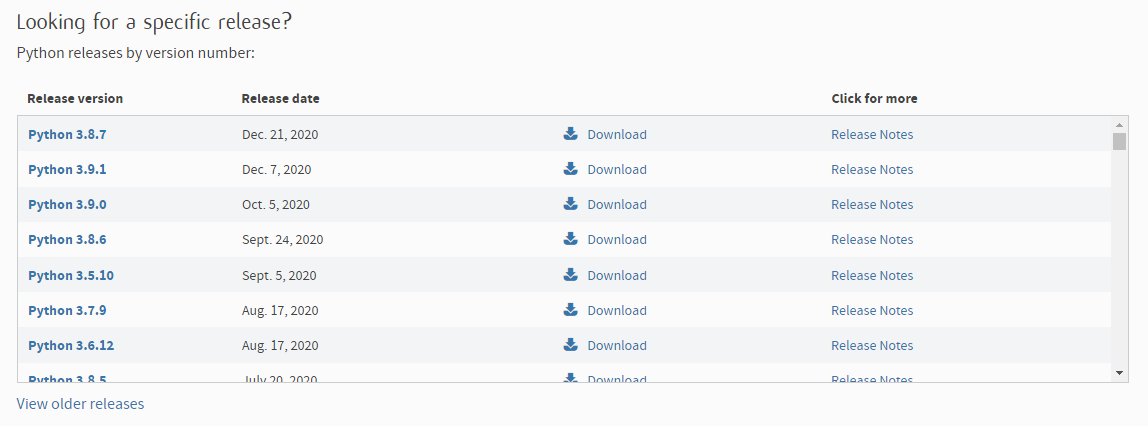 Looking for a specific release?
Python releases by version number:
Release version Release date Click for more
Python 3.8.7 Dec. 21, 2020 Download Release Notes
Python 3.9.1 Dec. 7, 2020 Download Release Notes
Python 3.9.0 Oct. 5, 2020 Download Release Notes
Python 3.8.6 Sept. 24, 2020 Download Release Notes
Python 3.5.10 Sept. 5, 2020 Download Release Notes
Python 3.7.9 Aug. 17, 2020 Download Release Notes
Python 3.6.12 Aug. 17, 2020 Download Release Notes
Python 3.8.5 July 20, 2020 Download Release Notes
View older releases